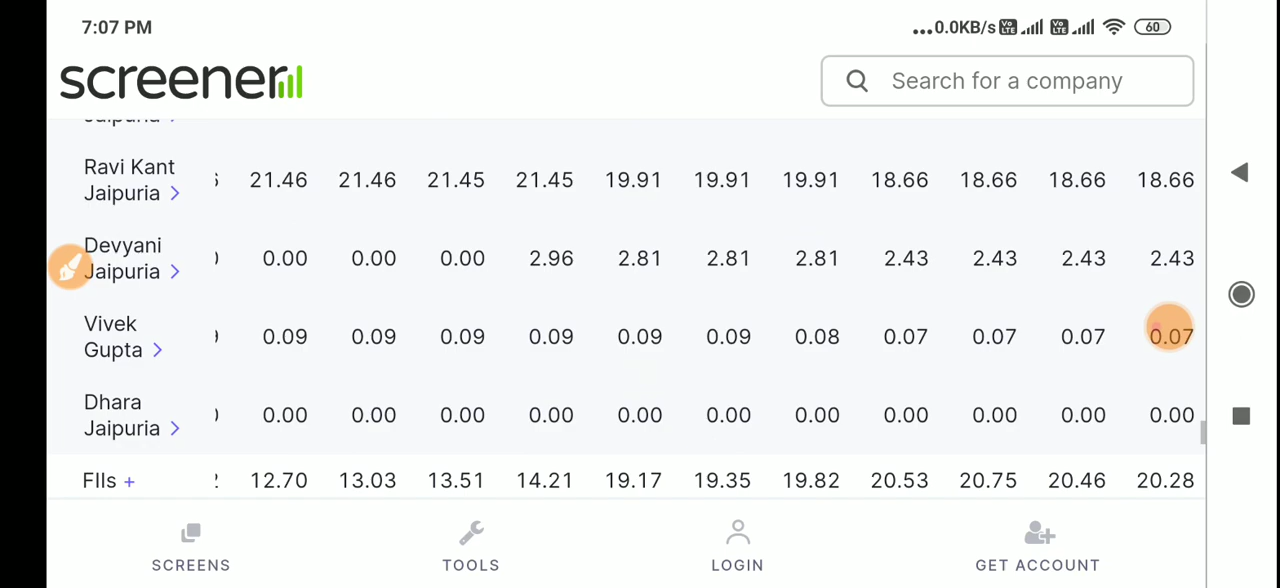 7:07 PM ...0.0KB/s Vo LTE Vo LTE 60
screener Search for a company
Ravi Kant
Jaipuria > 21.46 21.46 21.45 21.45 19.91 19.91 19.91 18.66 18.66 18.66 18.66
Devyani
Jaipuria > 0.00 0.00 0.00 2.96 2.81 2.81 2.81 2.43 2.43 2.43 2.43
Vivek
Gupta > 0.09 0.09 0.09 0.09 0.09 0.09 0.08 0.07 0.07 0.07 0.07
Dhara
Jaipuria > 0.00 0.00 0.00 0.00 0.00 0.00 0.00 0.00 0.00 0.00 0.00
FIIs + 12.70 13.03 13.51 14.21 19.17 19.35 19.82 20.53 20.75 20.46 20.28
SCREENS TOOLS LOGIN GET ACCOUNT